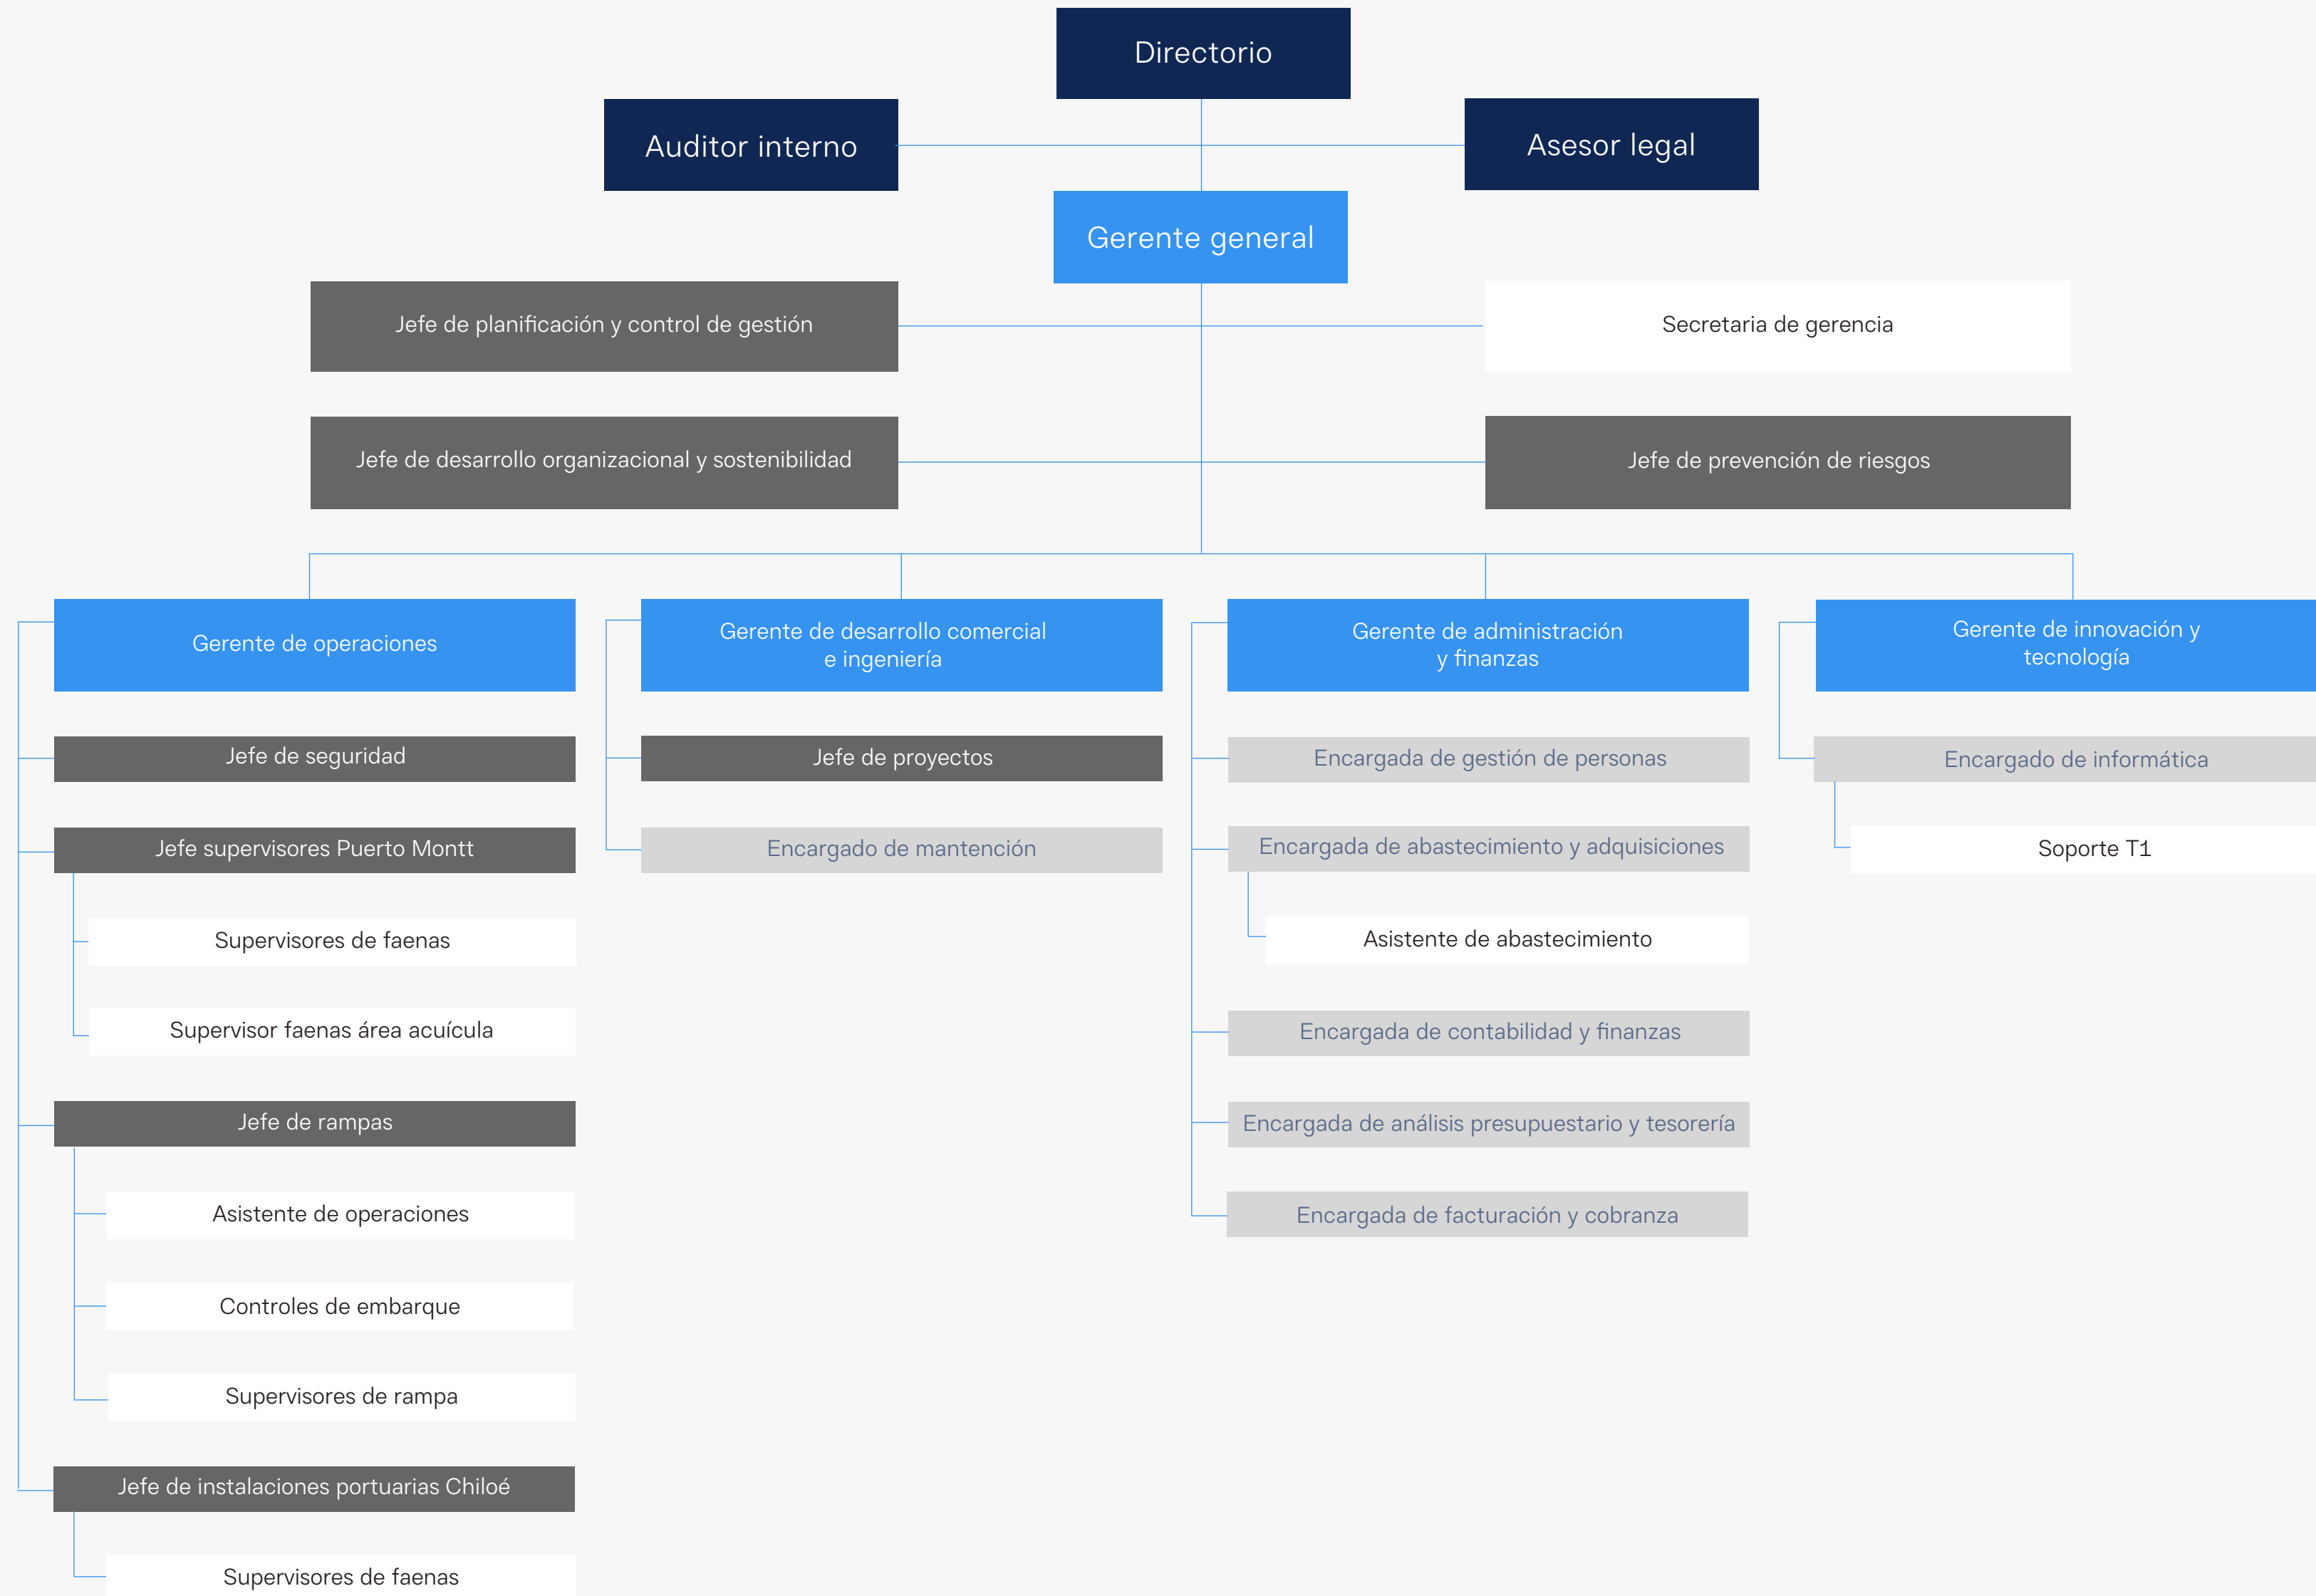 Directorio
Auditor interno
Asesor legal
Gerente general
Jefe de planificación y control de gestión
Secretaria de gerencia
Jefe de desarrollo organizacional y sostenibilidad
Jefe de prevención de riesgos
Gerente de operaciones
Jefe de seguridad
Jefe supervisores Puerto Montt
Supervisores de faenas
Supervisor faenas área acuícula
Jefe de rampas
Asistente de operaciones
Controles de embarque
Supervisores de rampa
Jefe de instalaciones portuarias Chiloé
Supervisores de faenas
Gerente de desarrollo comercial
e ingeniería
Jefe de proyectos
Encargado de mantención
Gerente de administración
y finanzas
Encargada de gestión de personas
Encargada de abastecimiento y adquisiciones
Asistente de abastecimiento
Encargada de contabilidad y finanzas
Encargada de análisis presupuestario y tesorería
Encargada de facturación y cobranza
Gerente de innovación y
tecnología
Encargado de informática
Soporte T1